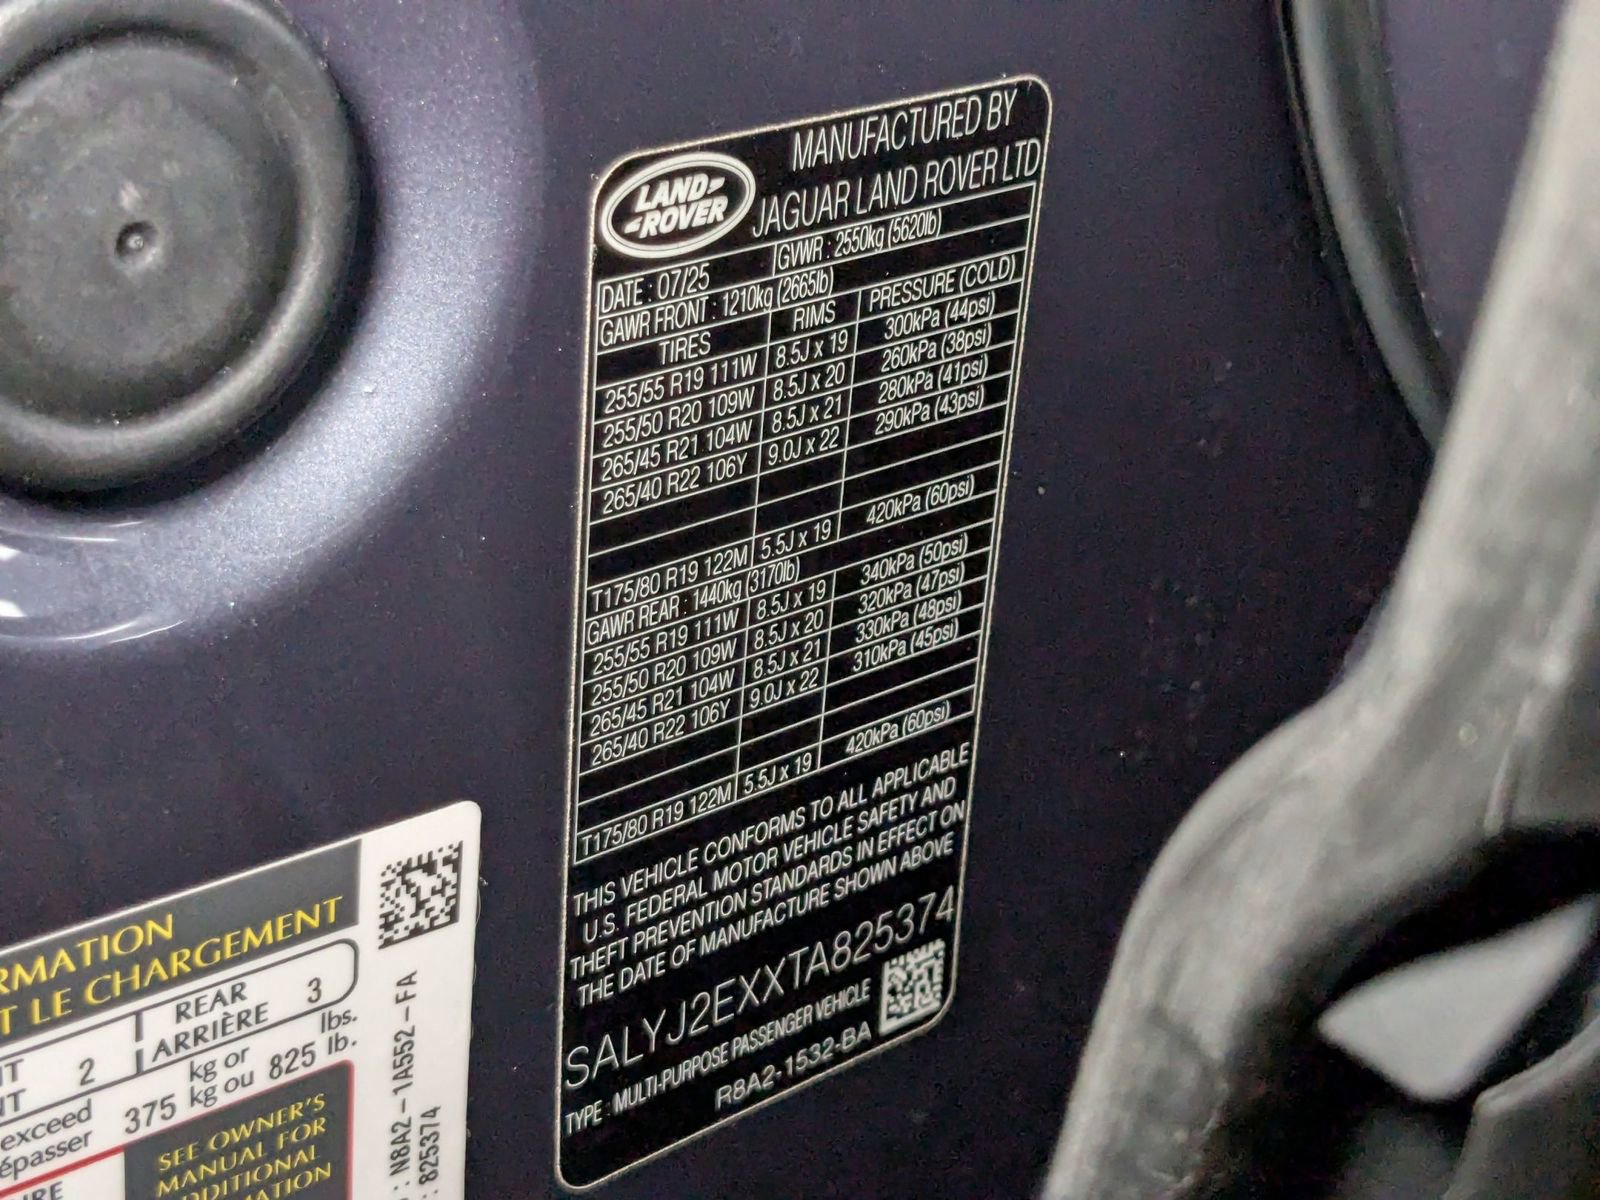 LAND
ROVER
MANUFACTURED BY
JAGUAR LAND ROVER LTD
DATE : 07/25 GVWR : 2550kg (5620lb)
GAWR FRONT : 1210kg (2665lb)
TIRES RIMS PRESSURE (COLD)
255/55 R19 111W 8.5J x 19 300kPa (44psi)
255/50 R20 109W 8.5J x 20 260kPa (38psi)
265/45 R21 104W 8.5J x 21 280kPa (41psi)
265/40 R22 106Y 9.0J x 22 290kPa (43psi)
T175/80 R19 122M 5.5J x 19 420kPa (60psi)
GAWR REAR : 1440kg (3170lb)
255/55 R19 111W 8.5J x 19 340kPa (50psi)
255/50 R20 109W 8.5J x 20 320kPa (47psi)
265/45 R21 104W 8.5J x 21 330kPa (48psi)
265/40 R22 106Y 9.0J x 22 310kPa (45psi)
T175/80 R19 122M 5.5J x 19 420kPa (60psi)
THIS VEHICLE CONFORMS TO ALL APPLICABLE
U.S. FEDERAL MOTOR VEHICLE SAFETY AND
THEFT PREVENTION STANDARDS IN EFFECT ON
THE DATE OF MANUFACTURE SHOWN ABOVE
SALYJ2EXXTA825374
TYPE : MULTI-PURPOSE PASSENGER VEHICLE
R8A2-1532-BA
RMATION
T LE CHARGEMENT
NT 2 REAR 3
NT ARRIÈRE
exceed 375 kg or 825 lbs.
épasser kg ou lb.
SEE OWNER'S
MANUAL FOR
ADDITIONAL
: N8A2-1A552-FA
: 825374